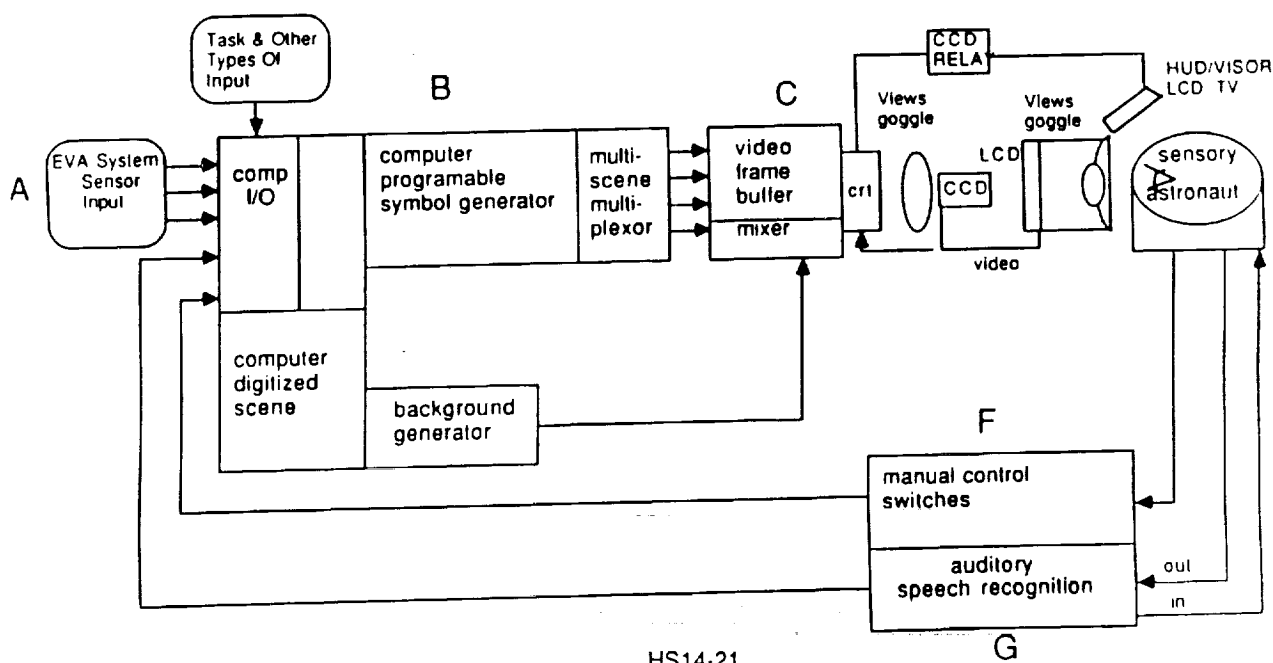 Task & Other
Types Of
Input
A
EVA System
Sensor
Input
B
comp
I/O
computer
programable
symbol generator
multi-
scene
multi-
plexor
computer
digitized
scene
background
generator
C
video
frame
buffer
mixer
crt
CCD
RELA
Views
goggle
CCD
video
LCD
Views
goggle
HUD/VISOR
LCD TV
sensory
astronaut
F
manual control
switches
auditory
speech recognition
out
in
G
HS14-21